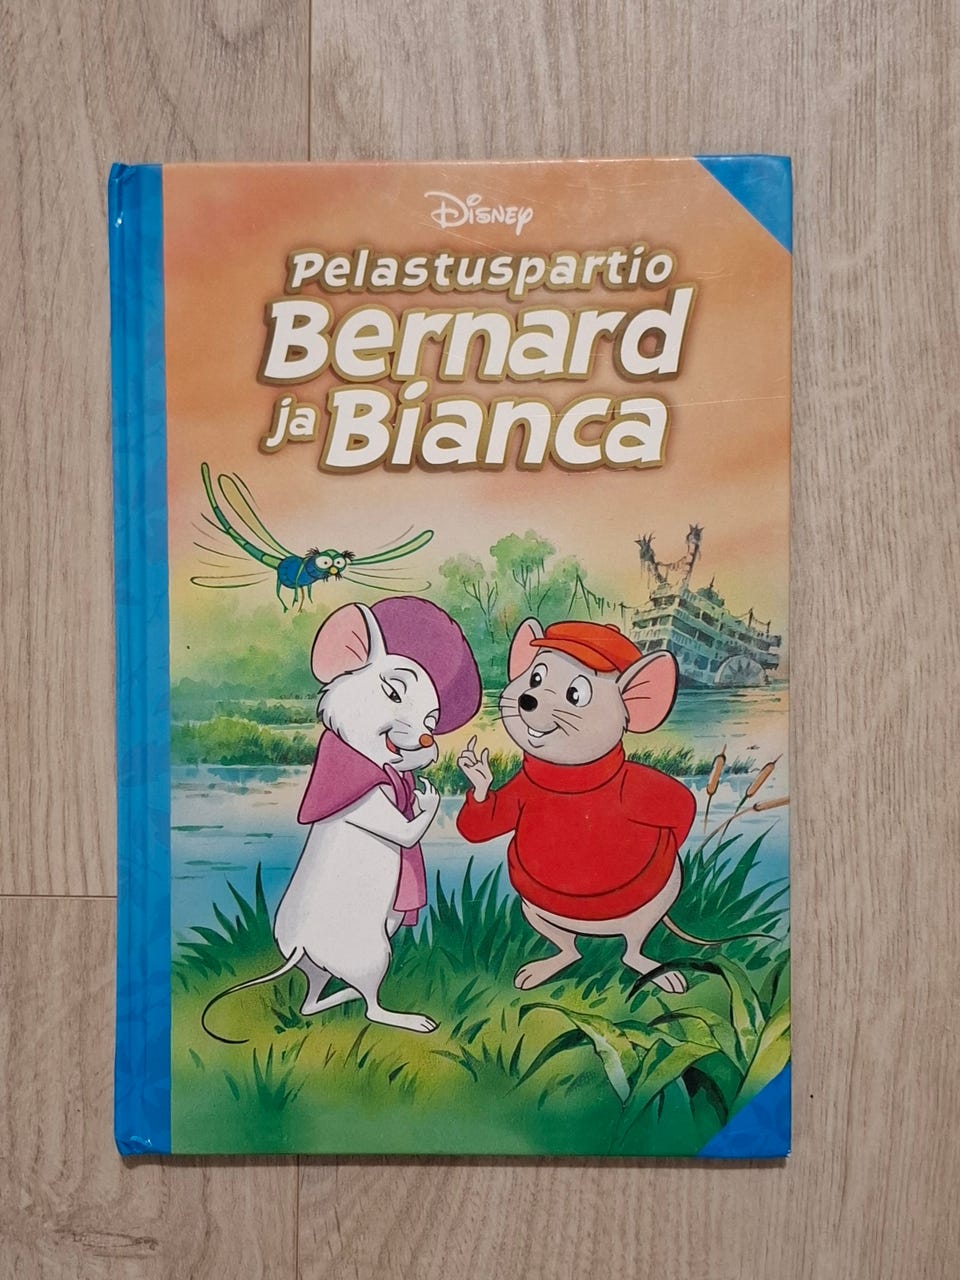 Disney
Pelastuspartio
Bernard
ja Bianca